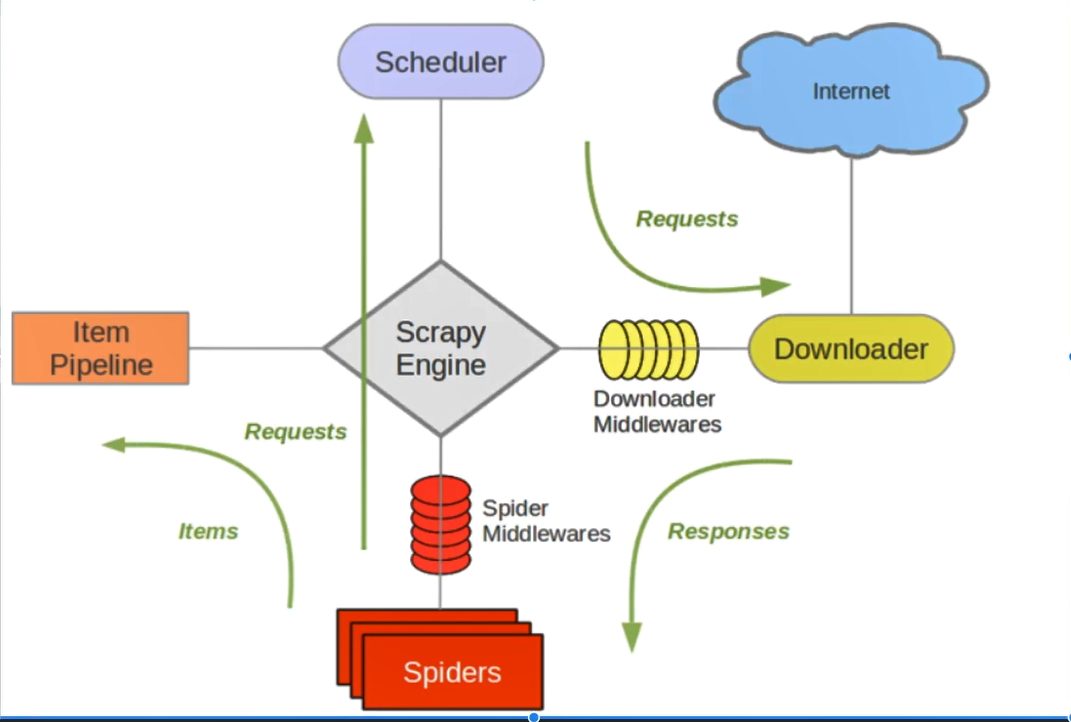 Scheduler
Internet
Requests
Item
Pipeline
Scrapy
Engine
Downloader
Downloader
Middlewares
Requests
Items
Spider
Middlewares
Responses
Spiders